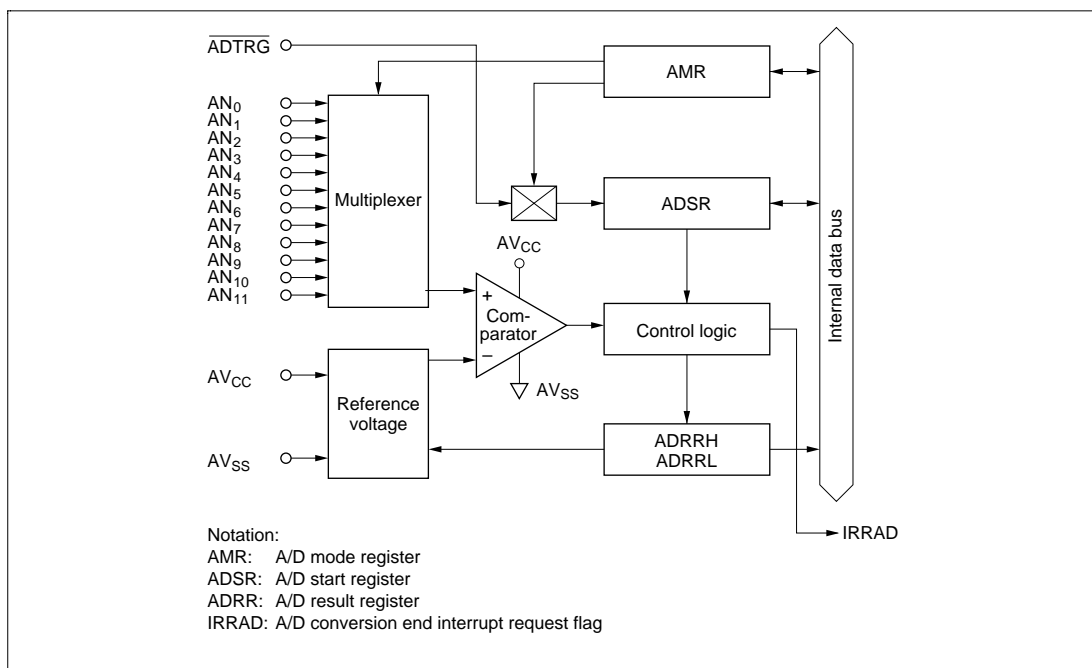 ADTRG
AMR
AN0
AN1
AN2
AN3
AN4
AN5
AN6
AN7
AN8
AN9
AN10
AN11
Multiplexer
ADSR
Internal data bus
AVCC
+
Com-
parator
–
AVSS
Control logic
AVCC
AVSS
Reference
voltage
ADRRH
ADRRL
IRRAD
Notation:
AMR: A/D mode register
ADSR: A/D start register
ADRR: A/D result register
IRRAD: A/D conversion end interrupt request flag